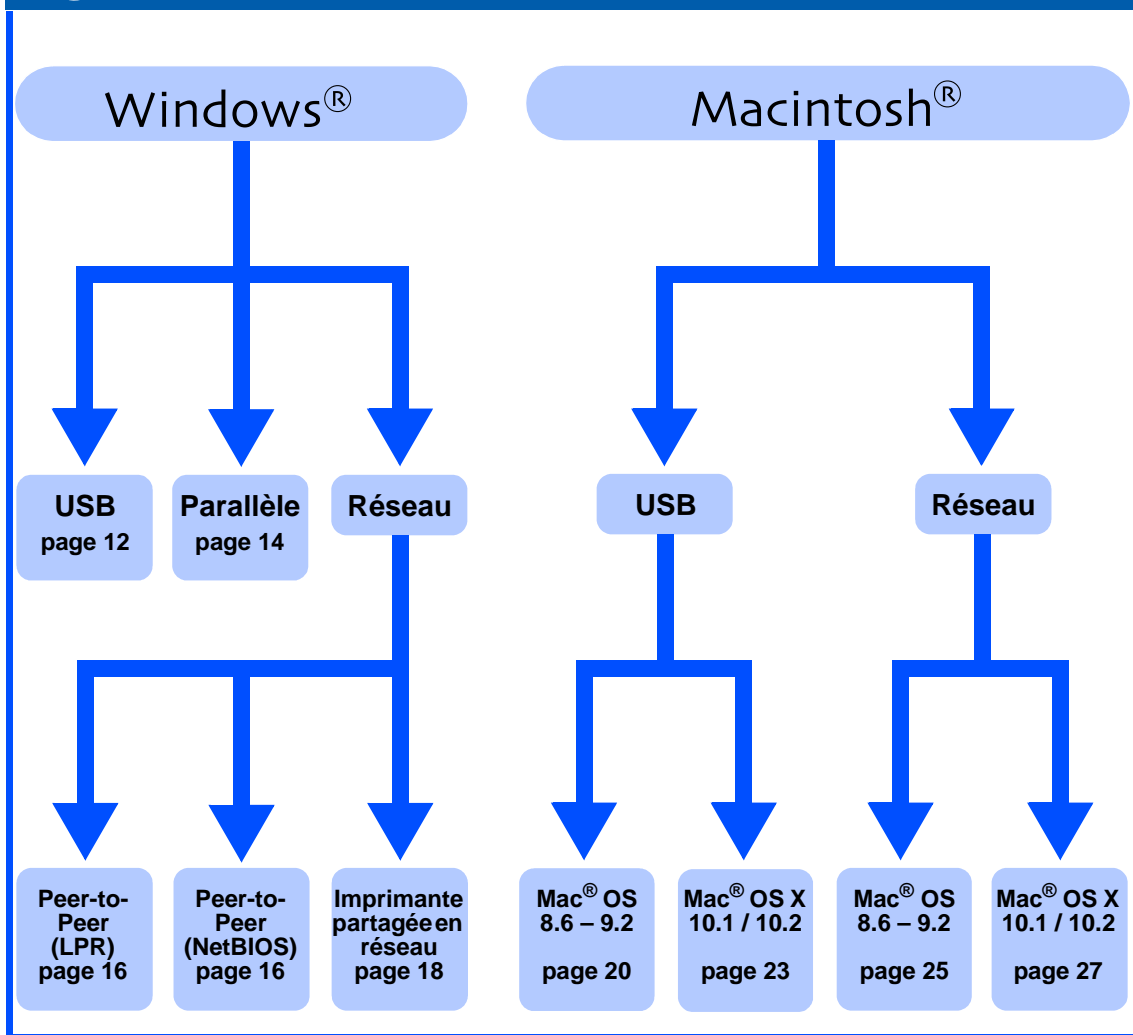 Windows®
Macintosh®
USB
page 12
Parallèle
page 14
Réseau
USB
Réseau
Peer-to-
Peer
(LPR)
page 16
Peer-to-
Peer
(NetBIOS)
page 16
Imprimante
partagée en
réseau
page 18
Mac® OS
8.6 – 9.2
page 20
Mac® OS X
10.1 / 10.2
page 23
Mac® OS
8.6 – 9.2
page 25
Mac® OS X
10.1 / 10.2
page 27